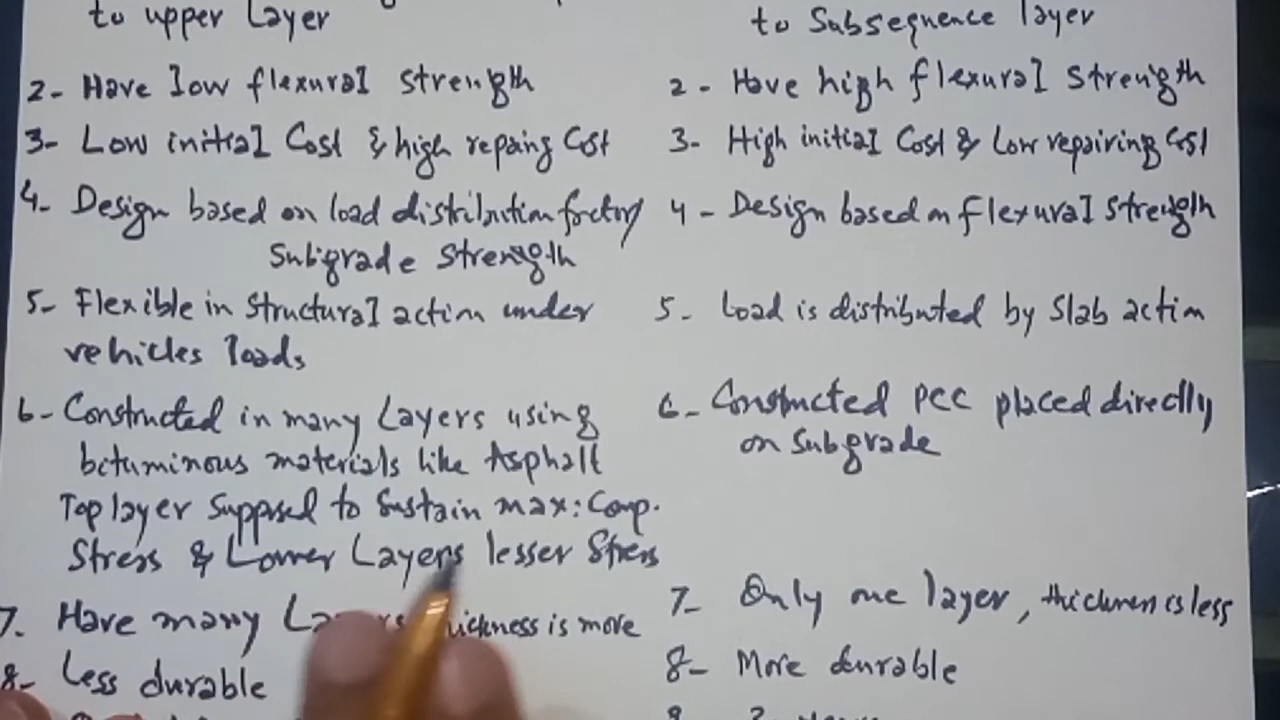 to upper Layer
2- Have low flexural strength
3- Low initial Cost & high repaing Cost
4- Design based on load distribution factory
Subgrade strength
5- Flexible in structural action under
vehicles loads
6- Constructed in many Layers using
bituminous materials like Asphalt
Top layer Supposed to Sustain max: Comp.
Stress & Lower Layers lesser Stress
7. Have many thickness is more
8- Less durable
to Subsequence layer
2- Have high flexural Strength
3- High initial Cost & Low repairing Cost
4- Design based on flexural strength
5- Load is distributed by Slab action
6- Constructed PCC placed directly
on Subgrade
7- Only one layer, thickness is less
8- More durable